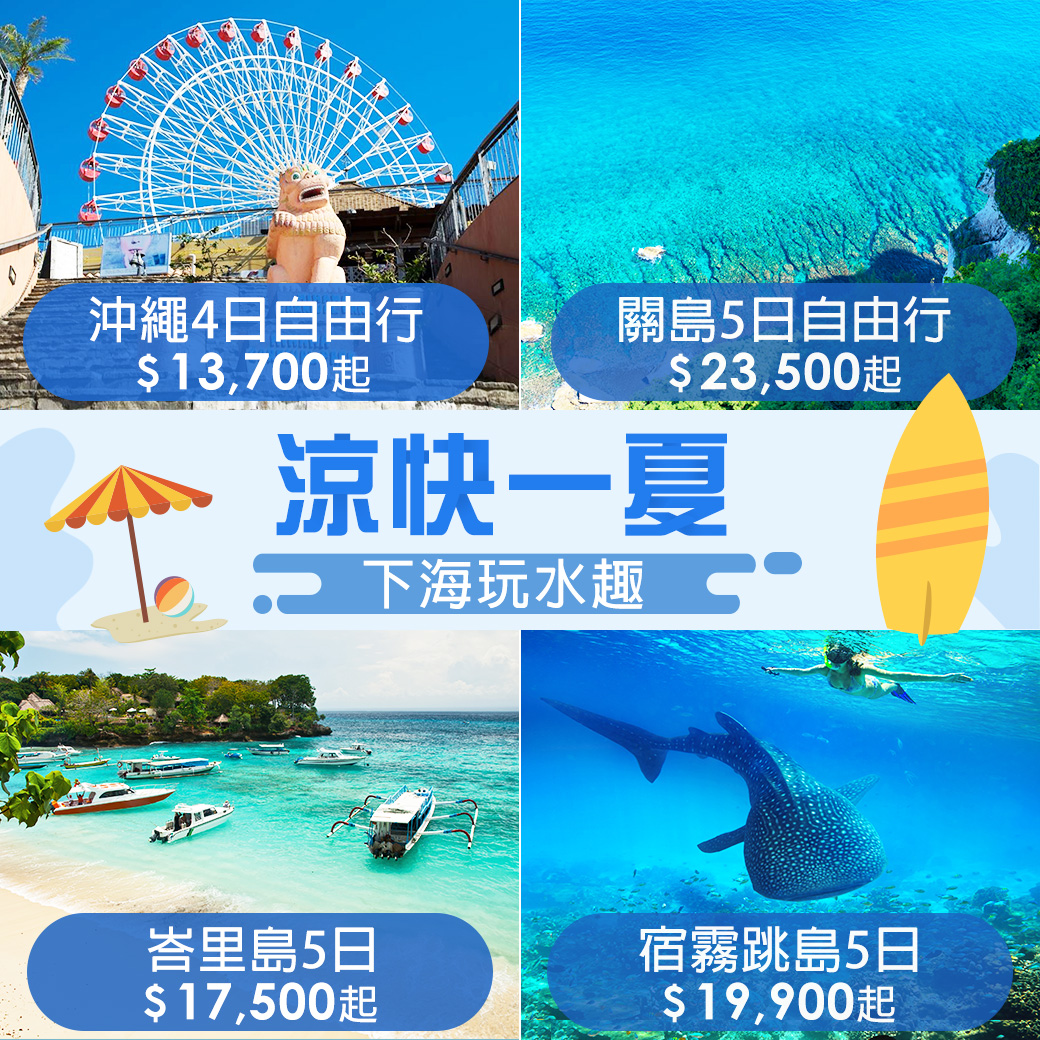 沖繩4日自由行
$13,700起
關島5日自由行
$23,500起
涼快一夏
下海玩水趣
峇里島5日
$17,500起
宿霧跳島5日
$19,900起